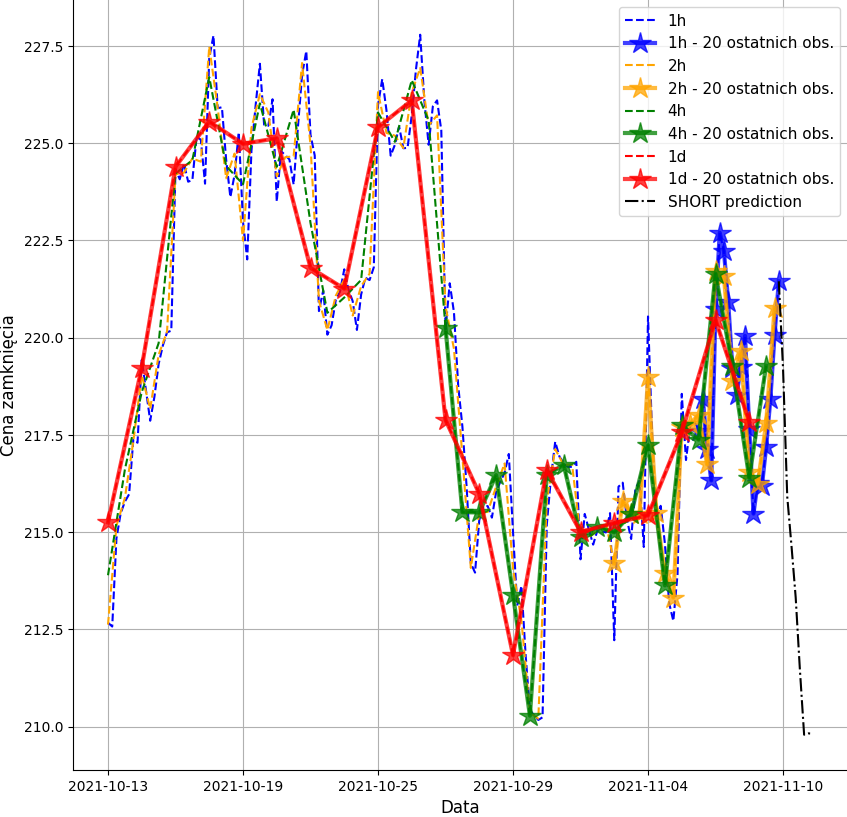 1h
1h - 20 ostatnich obs.
2h
2h - 20 ostatnich obs.
4h
4h - 20 ostatnich obs.
1d
1d - 20 ostatnich obs.
SHORT prediction
227.5
225.0
222.5
220.0
217.5
215.0
212.5
210.0
Cena zamknięcia
2021-10-13 2021-10-19 2021-10-25 2021-10-29 2021-11-04 2021-11-10
Data